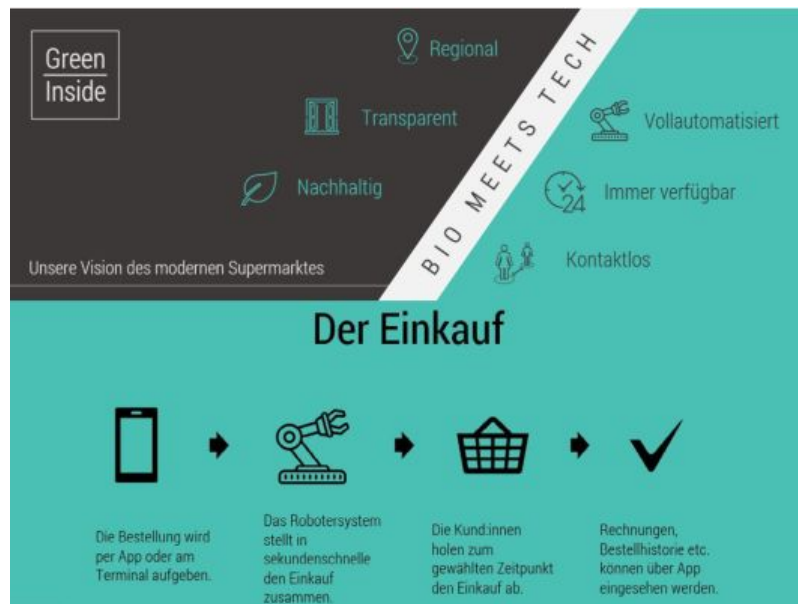 Green
Inside
Regional
Transparent
Nachhaltig
Unsere Vision des modernen Supermarktes
BIO MEETS TECH
Vollautomatisiert
24
Immer verfügbar
Kontaktlos
Der Einkauf
Die Bestellung wird
per App oder am
Terminal aufgeben.
Das Robotersystem
stellt in
sekundenschnelle
den Einkauf
zusammen.
Die Kund:innen
holen zum
gewählten Zeitpunkt
den Einkauf ab.
Rechnungen,
Bestellhistorie etc.
können über App
eingesehen werden.